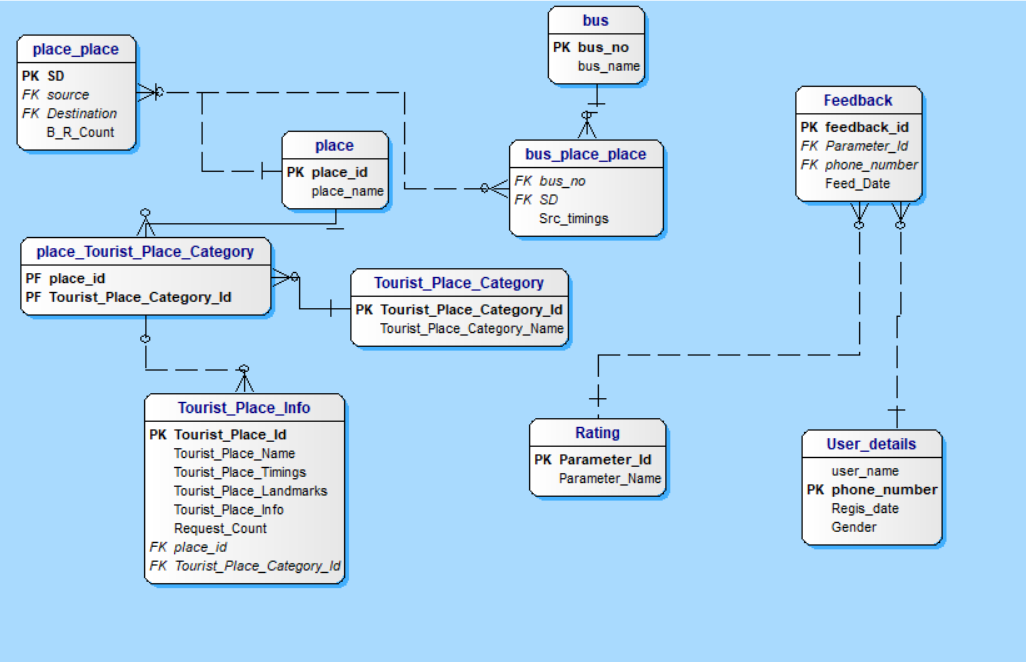 place_place
PK SD
FK source
FK Destination
B_R_Count
bus
PK bus_no
bus_name
place
PK place_id
place_name
bus_place_place
FK bus_no
FK SD
Src_timings
Feedback
PK feedback_id
FK Parameter_Id
FK phone_number
Feed_Date
place_Tourist_Place_Category
PF place_id
PF Tourist_Place_Category_Id
Tourist_Place_Category
PK Tourist_Place_Category_Id
Tourist_Place_Category_Name
Tourist_Place_Info
PK Tourist_Place_Id
Tourist_Place_Name
Tourist_Place_Timings
Tourist_Place_Landmarks
Tourist_Place_Info
Request_Count
FK place_id
FK Tourist_Place_Category_Id
Rating
PK Parameter_Id
Parameter_Name
User_details
user_name
PK phone_number
Regis_date
Gender